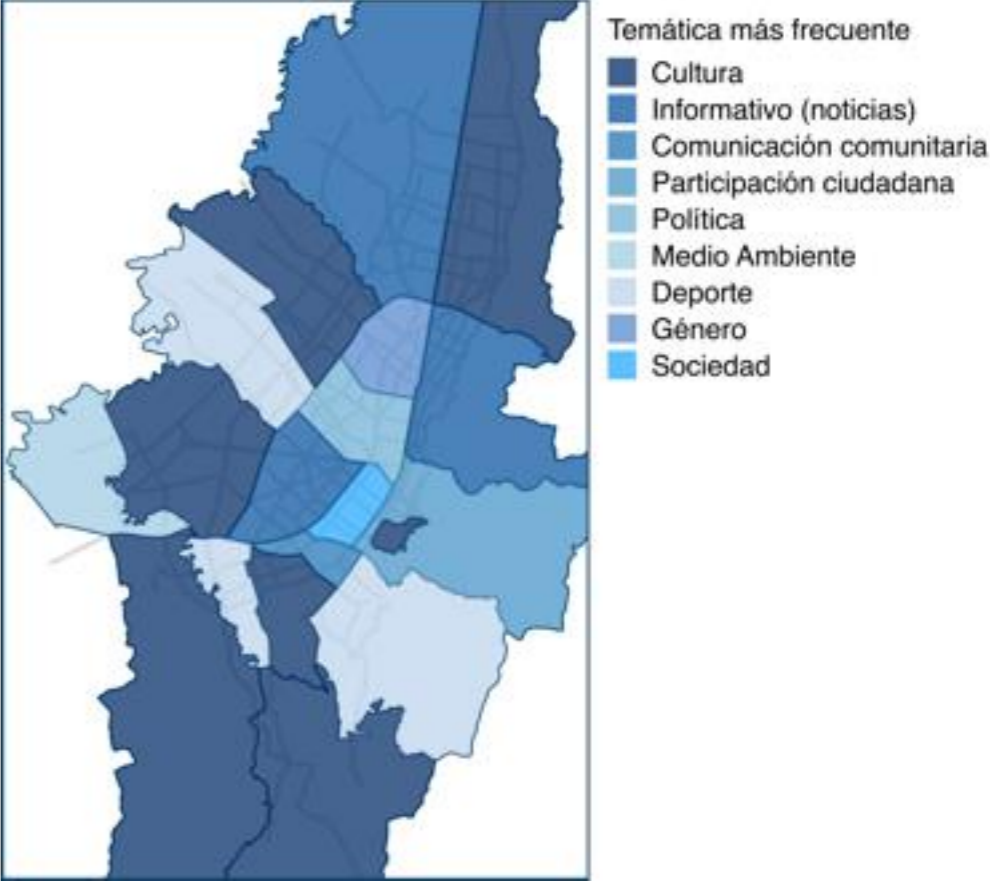 Temática más frecuente
Cultura
Informativo (noticias)
Comunicación comunitaria
Participación ciudadana
Política
Medio Ambiente
Deporte
Género
Sociedad